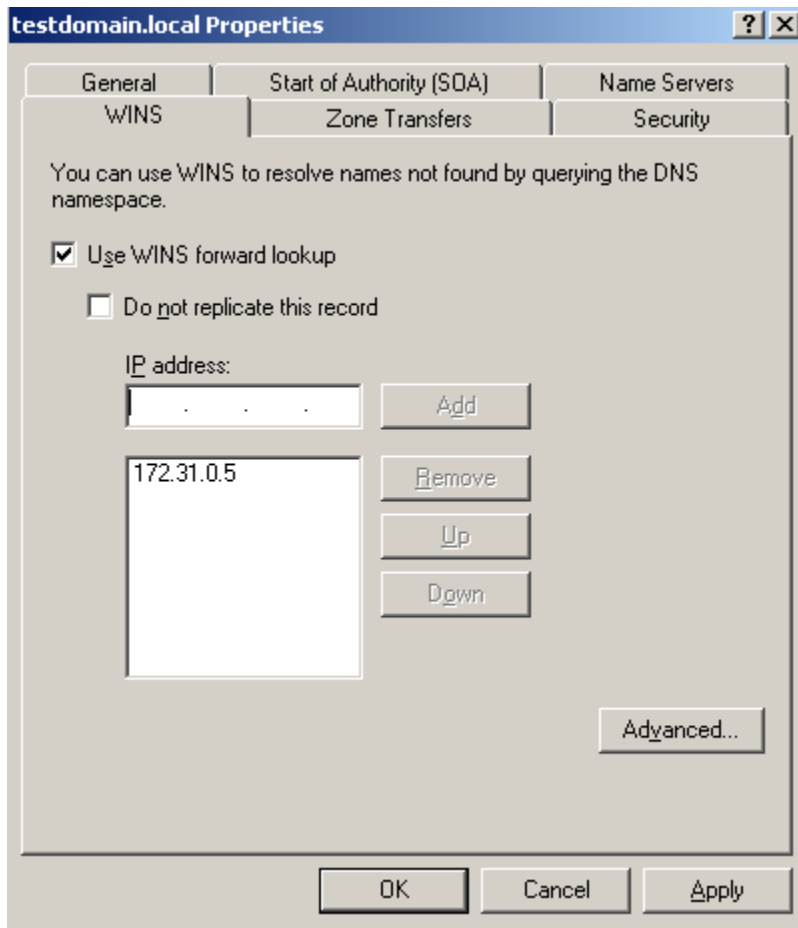 testdomain.local Properties
General
Start of Authority (SOA)
Name Servers
WINS
Zone Transfers
Security
You can use WINS to resolve names not found by querying the DNS
namespace.
Use WINS forward lookup
Do not replicate this record
IP address:
. . .
Add
172.31.0.5
Remove
Up
Down
Advanced...
OK
Cancel
Apply